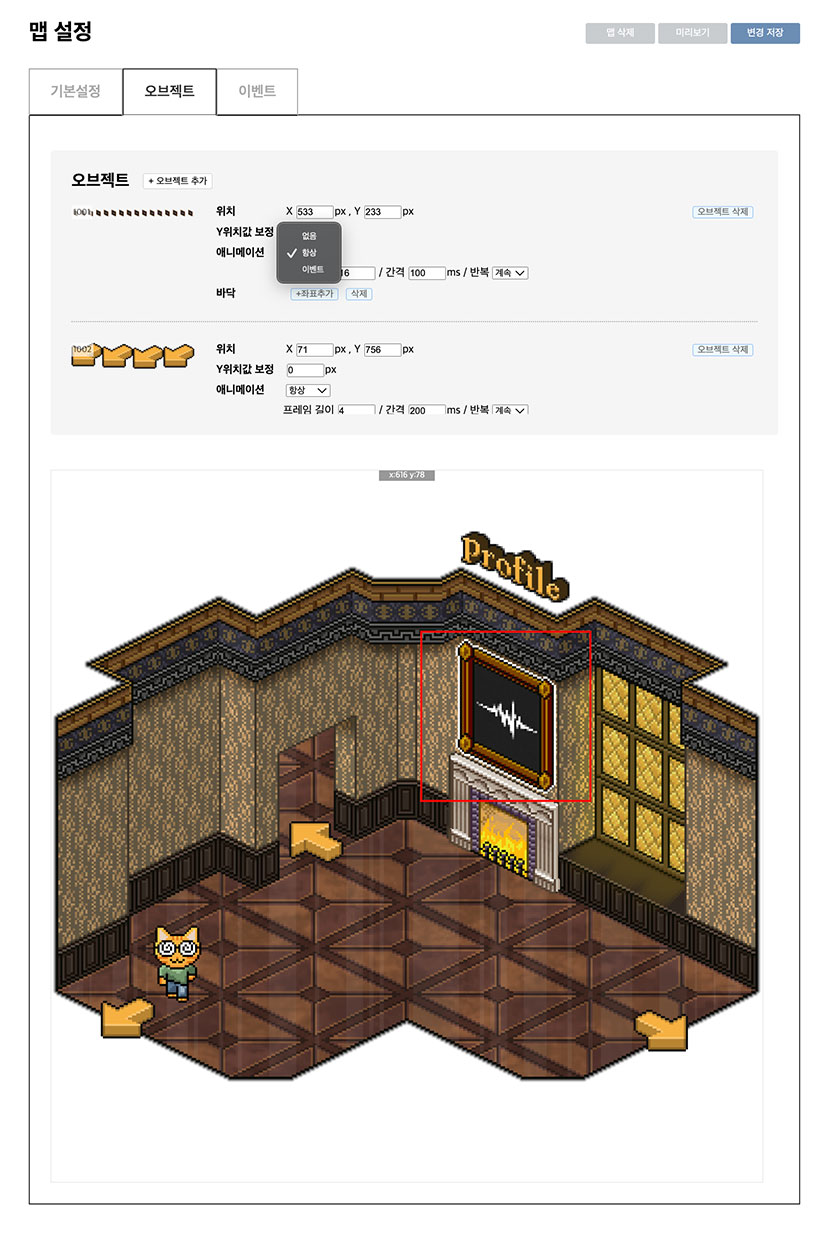 맵 설정
맵 삭제 미리보기 변경 저장
기본설정 오브젝트 이벤트
오브젝트 + 오브젝트 추가
1001
위치 X 533 px , Y 233 px 오브젝트 삭제
Y위치값 보정 없음
애니메이션 ✓ 항상
이벤트
16 / 간격 100 ms / 반복 계속
바닥 +좌표추가 삭제
1002
위치 X 71 px , Y 756 px 오브젝트 삭제
Y위치값 보정 0 px
애니메이션 항상
프레임 길이 4 / 간격 200 ms / 반복 계속
x:616 y:78
Profile